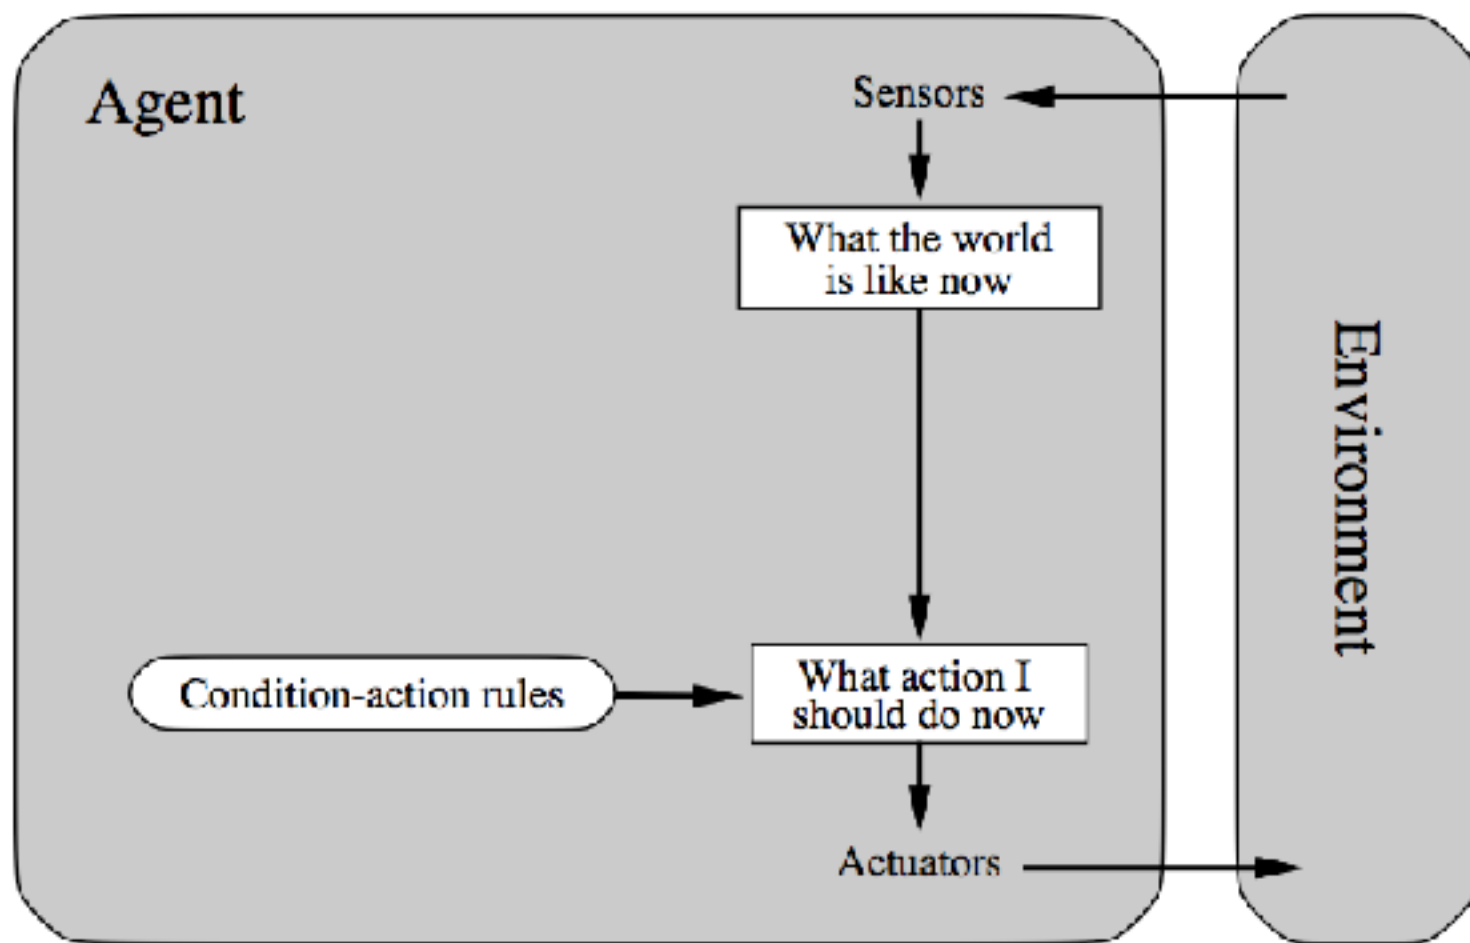 Agent
Sensors
What the world
is like now
Environment
Condition-action rules
What action I
should do now
Actuators